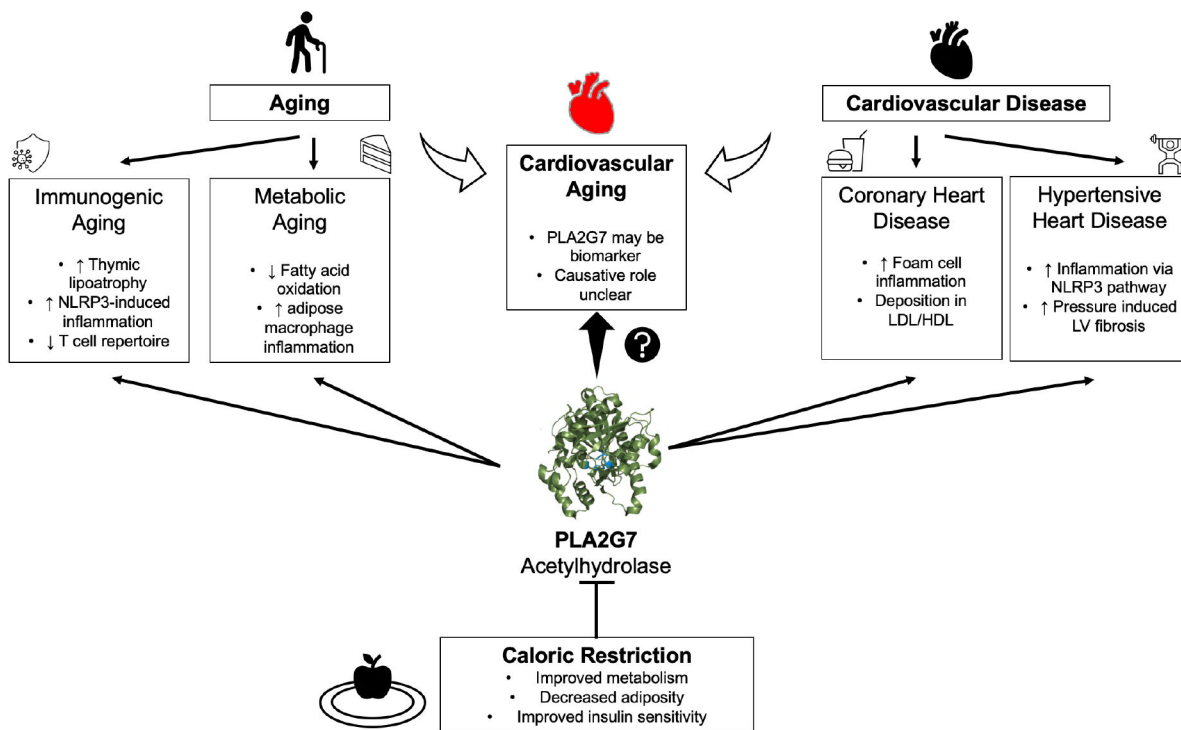 Aging
Cardiovascular Disease
Immunogenic
Aging
• ↑ Thymic
lipoatrophy
• ↑ NLRP3-induced
inflammation
• ↓ T cell repertoire
Metabolic
Aging
• ↓ Fatty acid
oxidation
• ↑ adipose
macrophage
inflammation
Cardiovascular
Aging
• PLA2G7 may be
biomarker
• Causative role
unclear
Coronary Heart
Disease
• ↑ Foam cell
inflammation
• Deposition in
LDL/HDL
Hypertensive
Heart Disease
• ↑ Inflammation via
NLRP3 pathway
• ↑ Pressure induced
LV fibrosis
?
PLA2G7
Acetylhydrolase
Caloric Restriction
• Improved metabolism
• Decreased adiposity
• Improved insulin sensitivity